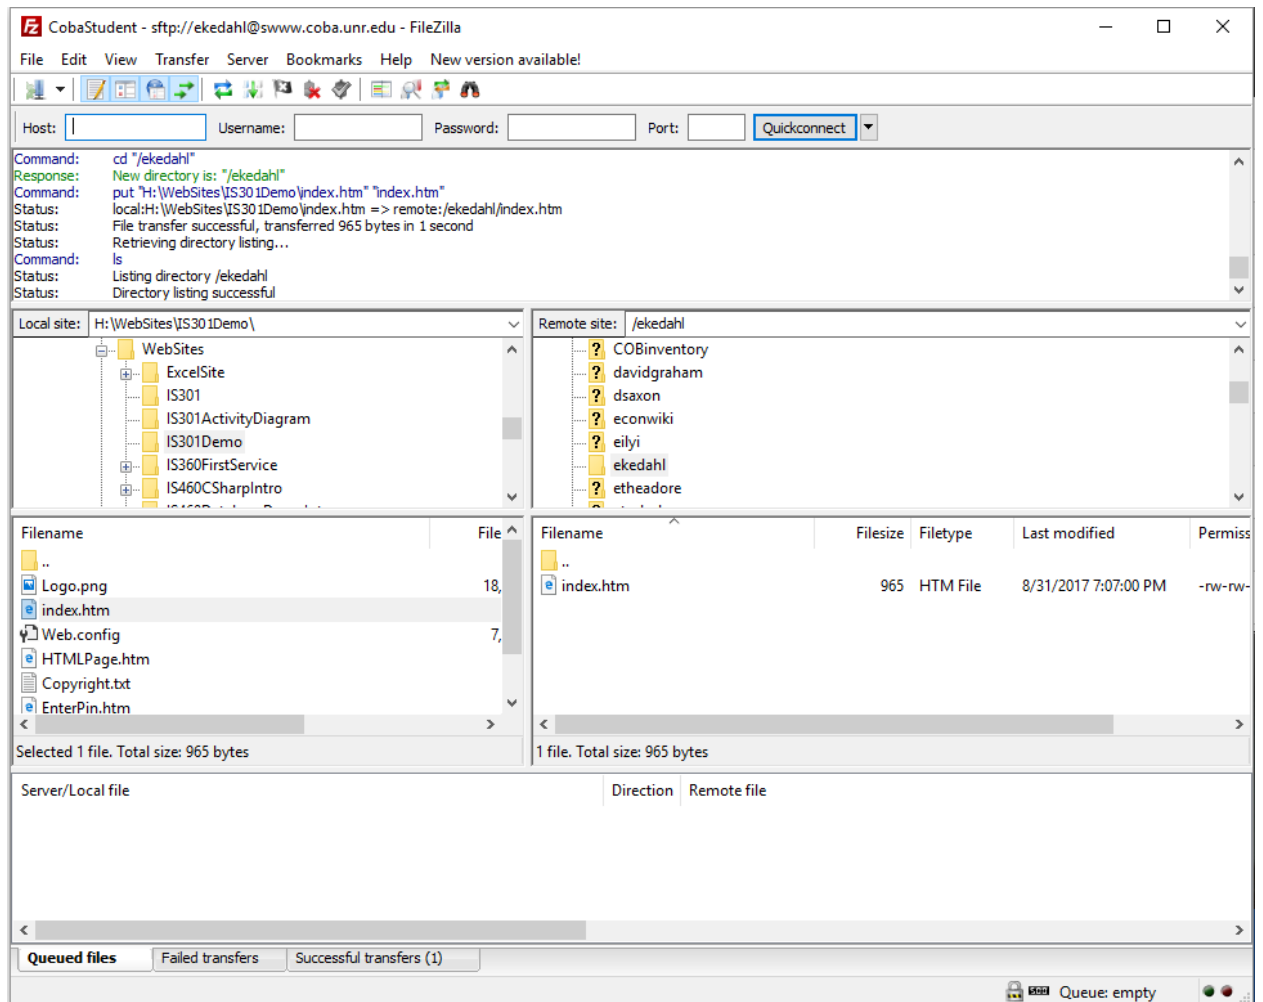 CobaStudent - sftp://ekedahl@swww.coba.unr.edu - FileZilla
File Edit View Transfer Server Bookmarks Help New version available!
Host: Username: Password: Port: Quickconnect
Command: cd "/ekedahl"
Response: New directory is: "/ekedahl"
Command: put "H:\WebSites\IS301Demo\index.htm" "index.htm"
Status: local:H:\WebSites\IS301Demo\index.htm => remote:/ekedahl/index.htm
Status: File transfer successful, transferred 965 bytes in 1 second
Status: Retrieving directory listing...
Command: ls
Status: Listing directory /ekedahl
Status: Directory listing successful
Local site: H:\WebSites\IS301Demo\
WebSites
ExcelSite
IS301
IS301ActivityDiagram
IS301Demo
IS360FirstService
IS460CSharpIntro
Remote site: /ekedahl
? COBinventory
? davidgraham
? dsaxon
? econwiki
? eilyi
ekedahl
? etheadore
Filename File
..
Logo.png 18,
index.htm
Web.config 7,
HTMLPage.htm
Copyright.txt
EnterPin.htm
Selected 1 file. Total size: 965 bytes
Filename Filesize Filetype Last modified Permiss
..
index.htm 965 HTM File 8/31/2017 7:07:00 PM -rw-rw-
1 file. Total size: 965 bytes
Server/Local file Direction Remote file
Queued files Failed transfers Successful transfers (1)
Queue: empty